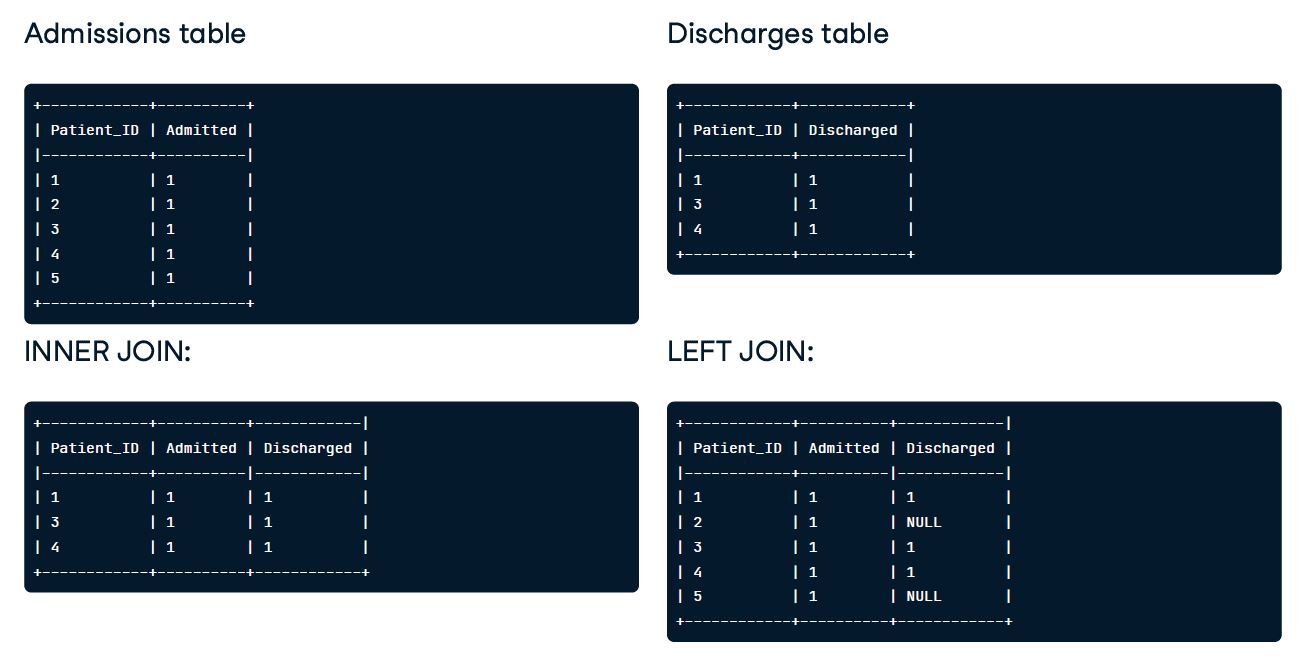 Admissions table
+------------+----------+
| Patient_ID | Admitted |
|------------+----------|
| 1          | 1        |
| 2          | 1        |
| 3          | 1        |
| 4          | 1        |
| 5          | 1        |
+------------+----------+
Discharges table
+------------+------------+
| Patient_ID | Discharged |
|------------+------------|
| 1          | 1          |
| 3          | 1          |
| 4          | 1          |
+------------+------------+
INNER JOIN:
+------------+----------+------------|
| Patient_ID | Admitted | Discharged |
|------------+----------|------------|
| 1          | 1        | 1          |
| 3          | 1        | 1          |
| 4          | 1        | 1          |
+------------+----------+------------+
LEFT JOIN:
+------------+----------+------------|
| Patient_ID | Admitted | Discharged |
|------------+----------|------------|
| 1          | 1        | 1          |
| 2          | 1        | NULL       |
| 3          | 1        | 1          |
| 4          | 1        | 1          |
| 5          | 1        | NULL       |
+------------+----------+------------+